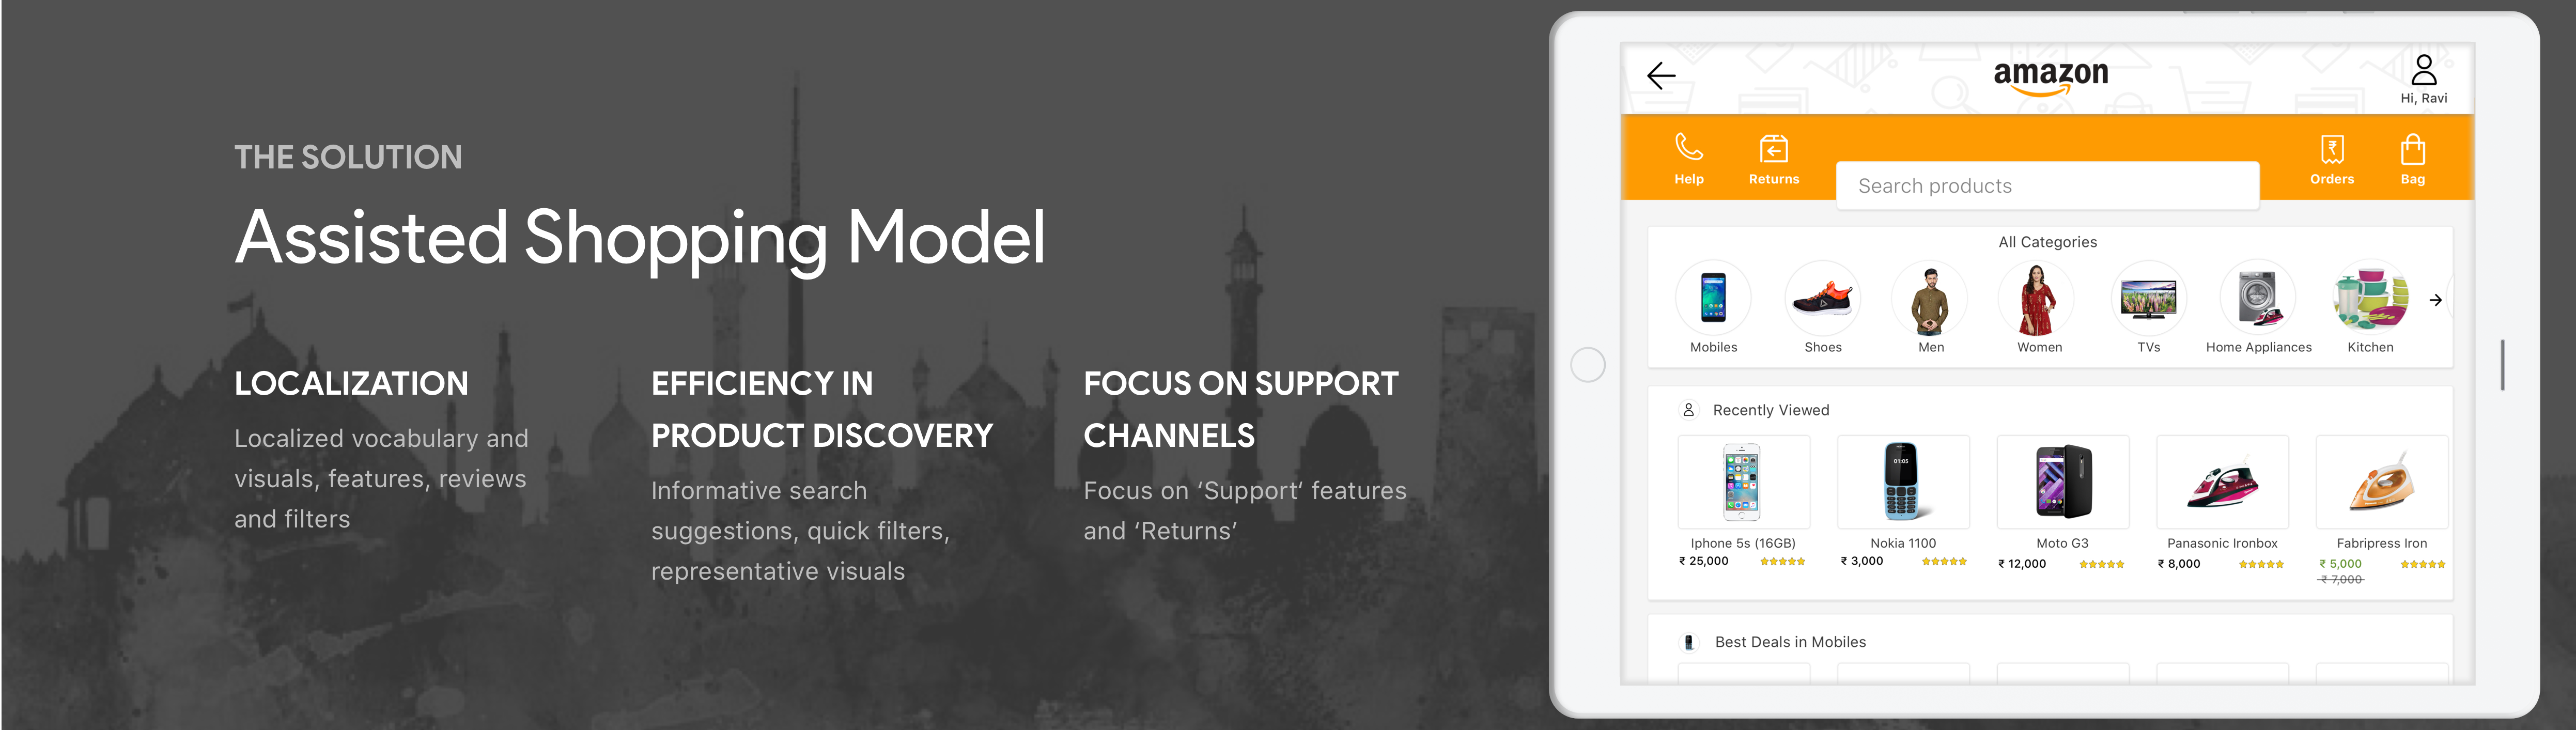 THE SOLUTION
Assisted Shopping Model
LOCALIZATION
Localized vocabulary and
visuals, features, reviews
and filters
EFFICIENCY IN
PRODUCT DISCOVERY
Informative search
suggestions, quick filters,
representative visuals
FOCUS ON SUPPORT
CHANNELS
Focus on ‘Support‘ features
and ‘Returns’
amazon
Hi, Ravi
Help Returns Orders Bag
Search products
All Categories
Mobiles Shoes Men Women TVs Home Appliances Kitchen
Recently Viewed
01:05
Iphone 5s (16GB) Nokia 1100 Moto G3 Panasonic Ironbox Fabripress Iron
₹ 25,000 ₹ 3,000 ₹ 12,000 ₹ 8,000 ₹ 5,000
₹ 7,000
Best Deals in Mobiles